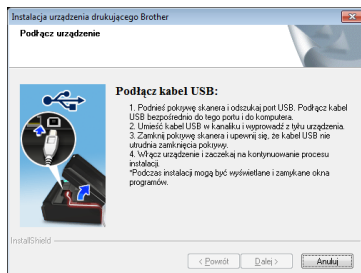 Instalacja urządzenia drukującego Brother
Podłącz urządzenie
Podłącz kabel USB:
1. Podnieś pokrywę skanera i odszukaj port USB. Podłącz kabel
USB bezpośrednio do tego portu i do komputera.
2. Umieść kabel USB w kanaliku i wyprowadź z tyłu urządzenia.
3. Zamknij pokrywę skanera i upewnij się, że kabel USB nie
utrudnia zamknięcia pokrywy.
4. Włącz urządzenie i zaczekaj na kontynuowanie procesu
instalacji.
*Podczas instalacji mogą być wyświetlane i zamykane okna
programów.
InstallShield
< Powrót
Dalej >
Anuluj